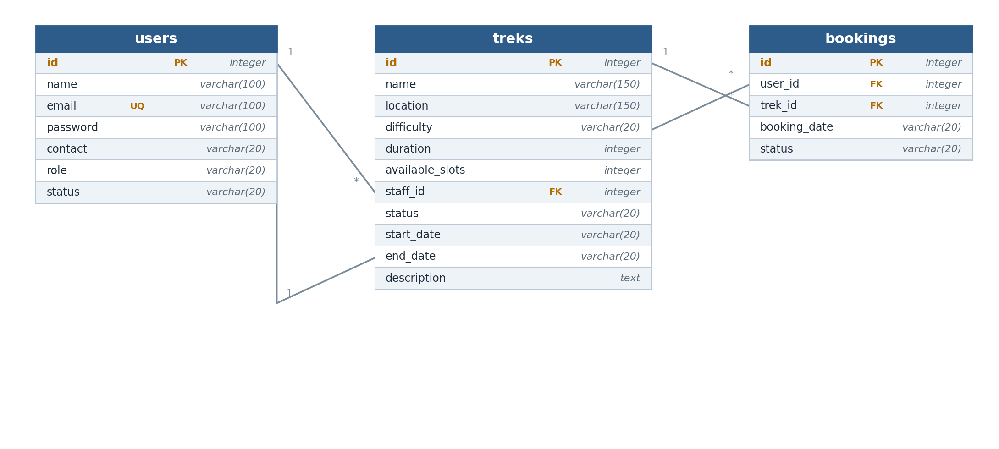 users
id PK integer
name varchar(100)
email UQ varchar(100)
password varchar(100)
contact varchar(20)
role varchar(20)
status varchar(20)
1
*
1
treks
id PK integer
name varchar(150)
location varchar(150)
difficulty varchar(20)
duration integer
available_slots integer
staff_id FK integer
status varchar(20)
start_date varchar(20)
end_date varchar(20)
description text
1
*
*
bookings
id PK integer
user_id FK integer
trek_id FK integer
booking_date varchar(20)
status varchar(20)